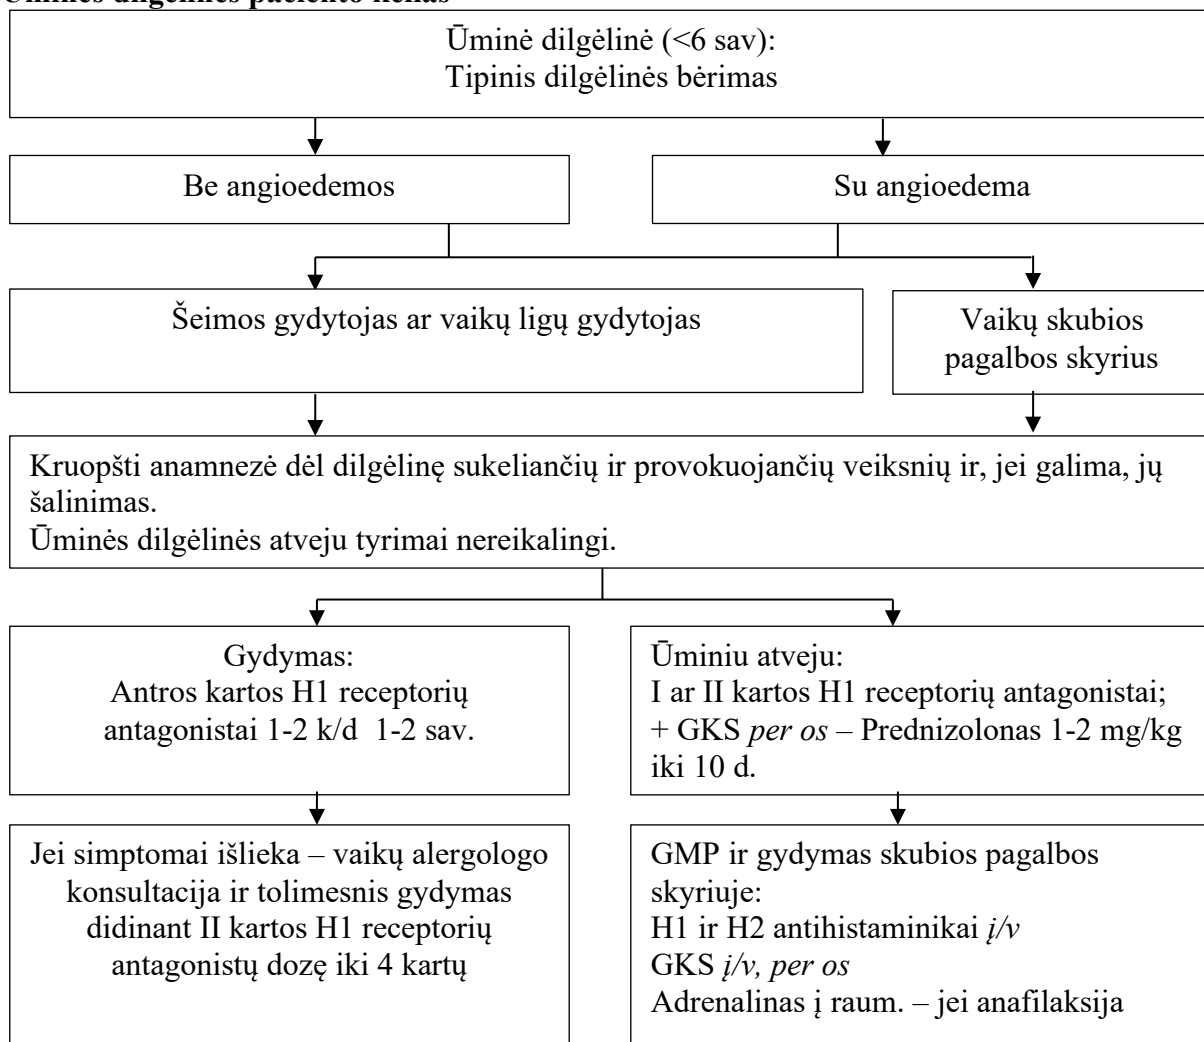 Ūminės dilgėlinės paciento kelias
Ūminė dilgėlinė (<6 sav):
Tipinis dilgėlinės bėrimas
Be angioedemos
Su angioedema
Šeimos gydytojas ar vaikų ligų gydytojas
Vaikų skubios
pagalbos skyrius
Kruopšti anamnezė dėl dilgėlinę sukeliančių ir provokuojančių veiksnių ir, jei galima, jų
šalinimas.
Ūminės dilgėlinės atveju tyrimai nereikalingi.
Gydymas:
Antros kartos H1 receptorių
antagonistai 1-2 k/d 1-2 sav.
Ūminiu atveju:
I ar II kartos H1 receptorių antagonistai;
+ GKS per os – Prednizolonas 1-2 mg/kg
iki 10 d.
Jei simptomai išlieka – vaikų alergologo
konsultacija ir tolimesnis gydymas
didinant II kartos H1 receptorių
antagonistų dozę iki 4 kartų
GMP ir gydymas skubios pagalbos
skyriuje:
H1 ir H2 antihistaminikai į/v
GKS į/v, per os
Adrenalinas į raum. – jei anafilaksija